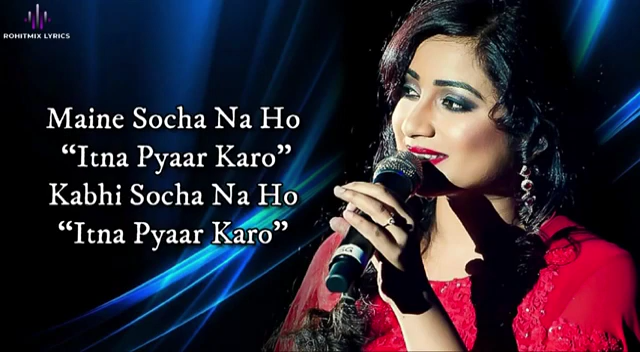 ROHITMIX LYRICS
Maine Socha Na Ho
“Itna Pyaar Karo”
Kabhi Socha Na Ho
“Itna Pyaar Karo”